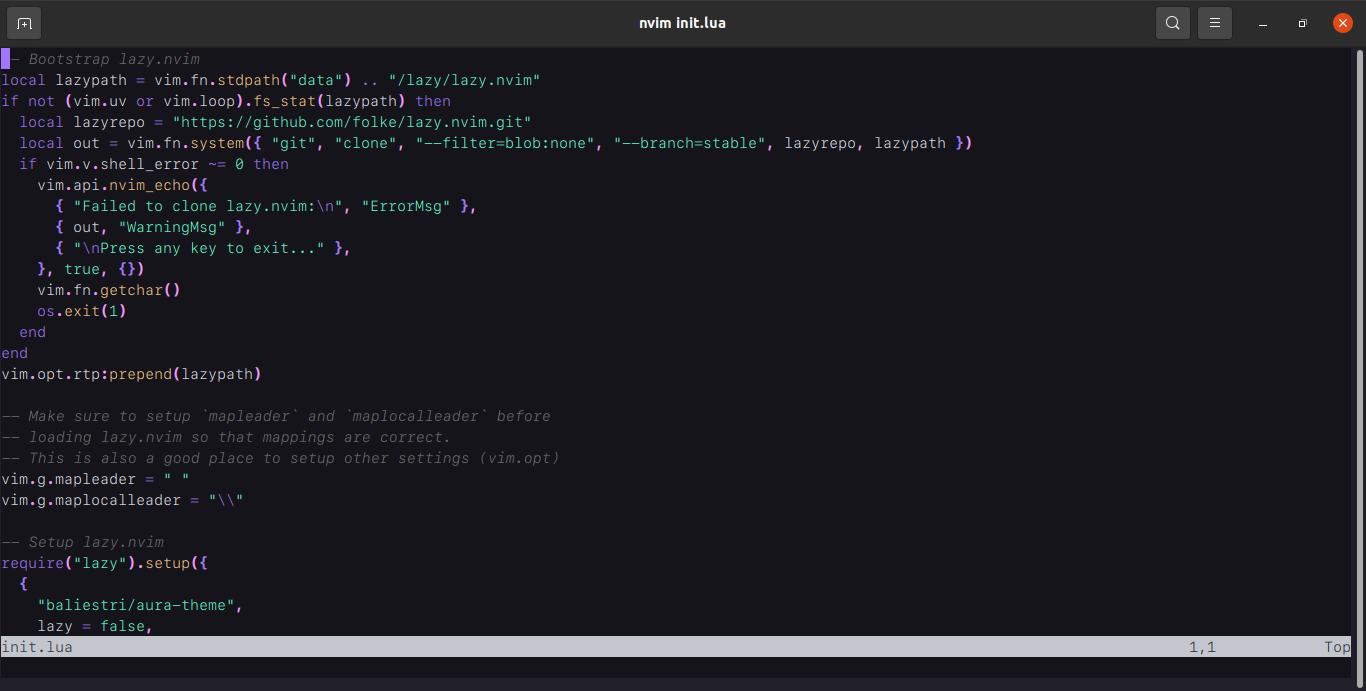 nvim init.lua
- Bootstrap lazy.nvim
local lazypath = vim.fn.stdpath("data") .. "/lazy/lazy.nvim"
if not (vim.uv or vim.loop).fs_stat(lazypath) then
  local lazyrepo = "https://github.com/folke/lazy.nvim.git"
  local out = vim.fn.system({ "git", "clone", "--filter=blob:none", "--branch=stable", lazyrepo, lazypath })
  if vim.v.shell_error ~= 0 then
    vim.api.nvim_echo({
      { "Failed to clone lazy.nvim:\n", "ErrorMsg" },
      { out, "WarningMsg" },
      { "\nPress any key to exit..." },
    }, true, {})
    vim.fn.getchar()
    os.exit(1)
  end
end
vim.opt.rtp:prepend(lazypath)

-- Make sure to setup `mapleader` and `maplocalleader` before
-- loading lazy.nvim so that mappings are correct.
-- This is also a good place to setup other settings (vim.opt)
vim.g.mapleader = " "
vim.g.maplocalleader = "\\"

-- Setup lazy.nvim
require("lazy").setup({
  {
    "baliestri/aura-theme",
    lazy = false,
init.lua 1,1 Top